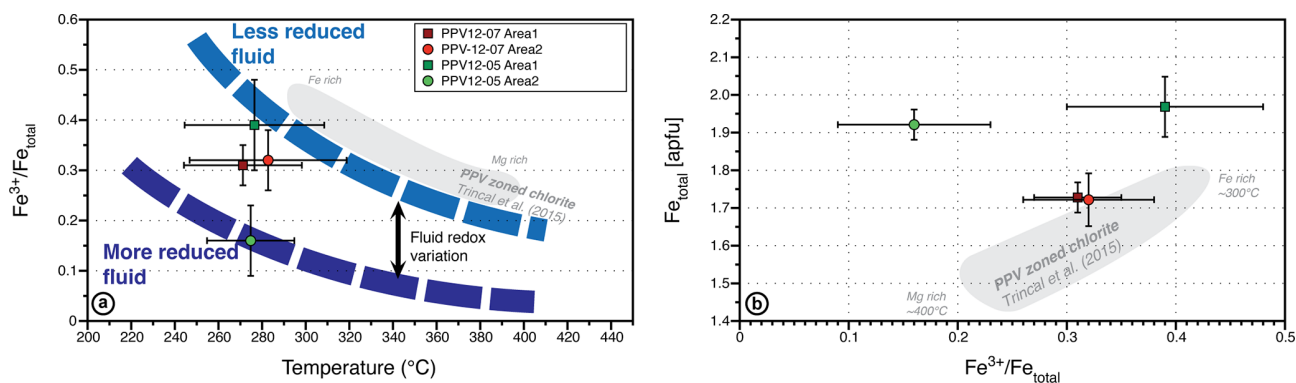 0.6
0.5
0.4
0.3
0.2
0.1
0
Fe3+/Fetotal
Less reduced
fluid
PPV12-07 Area1
PPV-12-07 Area2
PPV12-05 Area1
PPV12-05 Area2
Fe rich
Mg rich
PPV zoned chlorite
Trincal et al. (2015)
More reduced
fluid
Fluid redox
variation
a
200 220 240 260 280 300 320 340 360 380 400 420 440
Temperature (°C)
2.2
2.1
2.0
1.9
1.8
1.7
1.6
1.5
1.4
Fetotal [apfu]
Fe rich
~300°C
PPV zoned chlorite
Trincal et al. (2015)
Mg rich
~400°C
b
0 0.1 0.2 0.3 0.4 0.5
Fe3+/Fetotal